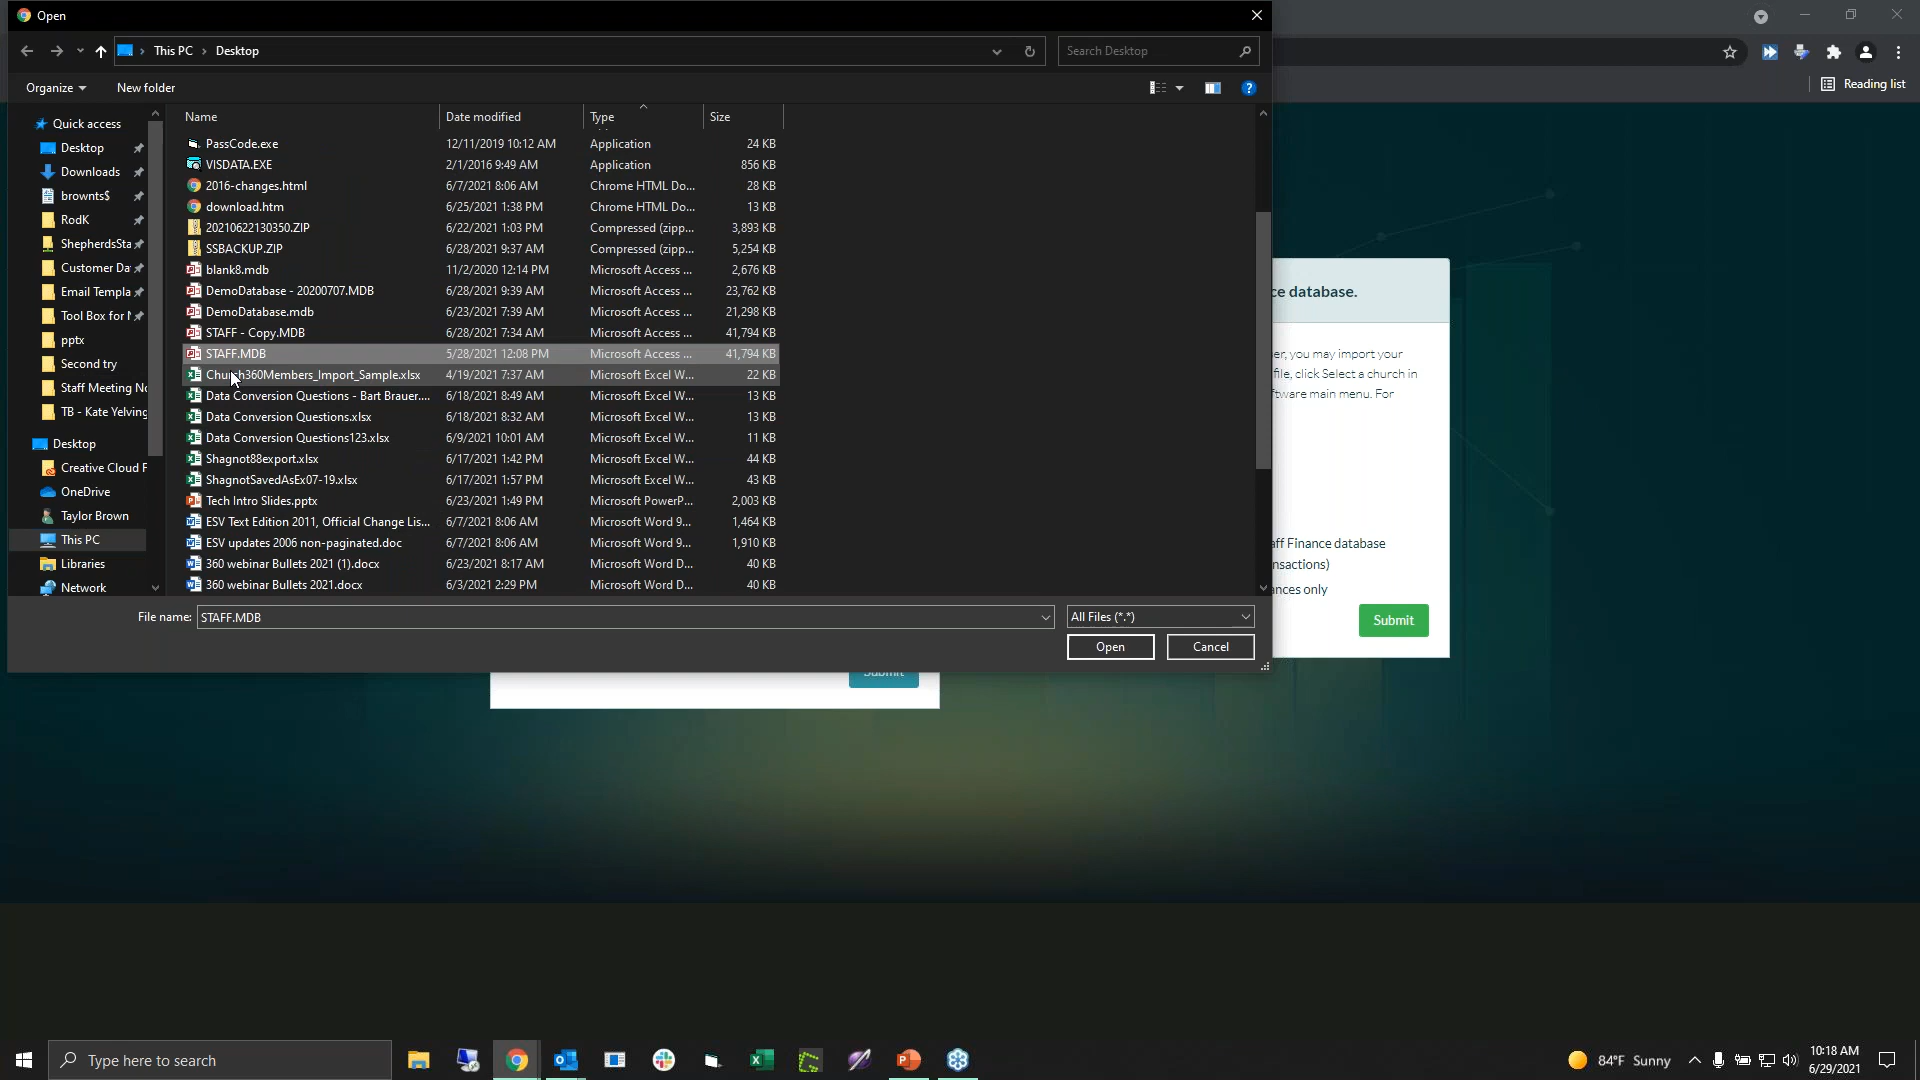 Open
This PC > Desktop
Search Desktop
Organize
New folder
Reading list
Quick access
Desktop
Downloads
brownts$
RodK
ShepherdsSta
Customer Da
Email Templa
Tool Box for N
pptx
Second try
Staff Meeting No
TB - Kate Yelving
Desktop
Creative Cloud F
OneDrive
Taylor Brown
This PC
Libraries
Network
Name Date modified Type Size
PassCode.exe 12/11/2019 10:12 AM Application 24 KB
VISDATA.EXE 2/1/2016 9:49 AM Application 856 KB
2016-changes.html 6/7/2021 8:06 AM Chrome HTML Do... 28 KB
download.htm 6/25/2021 1:38 PM Chrome HTML Do... 13 KB
20210622130350.ZIP 6/22/2021 1:03 PM Compressed (zipp... 3,893 KB
SSBACKUP.ZIP 6/28/2021 9:37 AM Compressed (zipp... 5,254 KB
blank8.mdb 11/2/2020 12:14 PM Microsoft Access ... 2,676 KB
DemoDatabase - 20200707.MDB 6/28/2021 9:39 AM Microsoft Access ... 23,762 KB
DemoDatabase.mdb 6/23/2021 7:39 AM Microsoft Access ... 21,298 KB
STAFF - Copy.MDB 6/28/2021 7:34 AM Microsoft Access ... 41,794 KB
STAFF.MDB 5/28/2021 12:08 PM Microsoft Access ... 41,794 KB
Church360Members_Import_Sample.xlsx 4/19/2021 7:37 AM Microsoft Excel W... 22 KB
Data Conversion Questions - Bart Brauer.... 6/18/2021 8:49 AM Microsoft Excel W... 13 KB
Data Conversion Questions.xlsx 6/18/2021 8:32 AM Microsoft Excel W... 13 KB
Data Conversion Questions123.xlsx 6/9/2021 10:01 AM Microsoft Excel W... 11 KB
Shagnot88export.xlsx 6/17/2021 1:42 PM Microsoft Excel W... 44 KB
ShagnotSavedAsEx07-19.xlsx 6/17/2021 1:57 PM Microsoft Excel W... 43 KB
Tech Intro Slides.pptx 6/23/2021 1:49 PM Microsoft PowerP... 2,003 KB
ESV Text Edition 2011, Official Change Lis... 6/7/2021 8:06 AM Microsoft Word 9... 1,464 KB
ESV updates 2006 non-paginated.doc 6/7/2021 8:06 AM Microsoft Word 9... 1,910 KB
360 webinar Bullets 2021 (1).docx 6/23/2021 8:17 AM Microsoft Word D... 40 KB
360 webinar Bullets 2021.docx 6/3/2021 2:29 PM Microsoft Word D... 40 KB
File name: STAFF.MDB
All Files (*.*)
Open
Cancel
ce database.
er, you may import your
file, click Select a church in
ftware main menu. For
aff Finance database
nsactions)
ances only
Submit
Submit
Type here to search
84°F Sunny
10:18 AM
6/29/2021